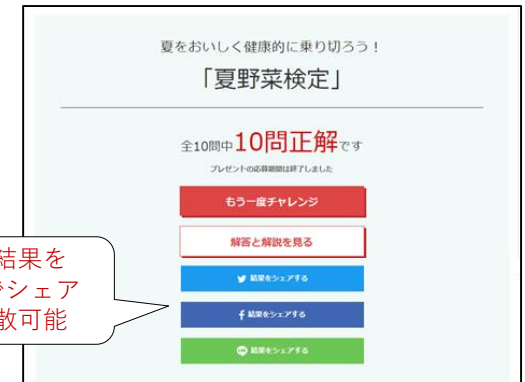 夏をおいしく健康的に乗り切ろう！
「夏野菜検定」
全10問中10問正解です
プレゼントの応募期間は終了しました
もう一度チャレンジ
解答と解説を見る
結果をシェアする
結果をシェアする
LINE 結果をシェアする
結果を
シェア
散可能